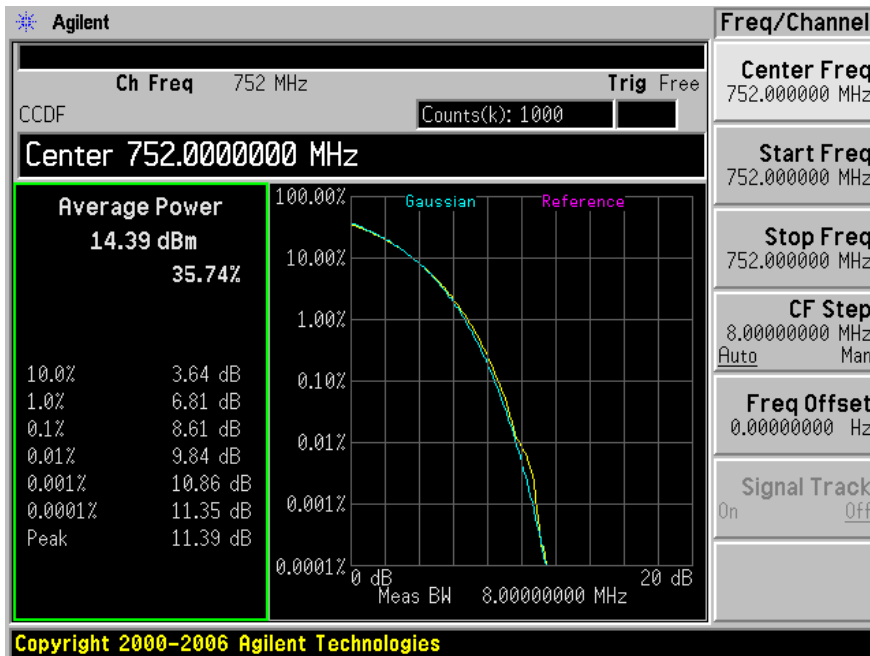 Agilent
Freq/Channel
Ch Freq 752 MHz Trig Free
CCDF Counts(k): 1000
Center 752.0000000 MHz
Average Power
14.39 dBm
35.74%
10.0% 3.64 dB
1.0% 6.81 dB
0.1% 8.61 dB
0.01% 9.84 dB
0.001% 10.86 dB
0.0001% 11.35 dB
Peak 11.39 dB
Gaussian Reference
100.00%
10.00%
1.00%
0.10%
0.01%
0.001%
0.0001%
0 dB 20 dB
Meas BW 8.00000000 MHz
Center Freq
752.000000 MHz
Start Freq
752.000000 MHz
Stop Freq
752.000000 MHz
CF Step
8.00000000 MHz
Auto Man
Freq Offset
0.00000000 Hz
Signal Track
On Off
Copyright 2000-2006 Agilent Technologies